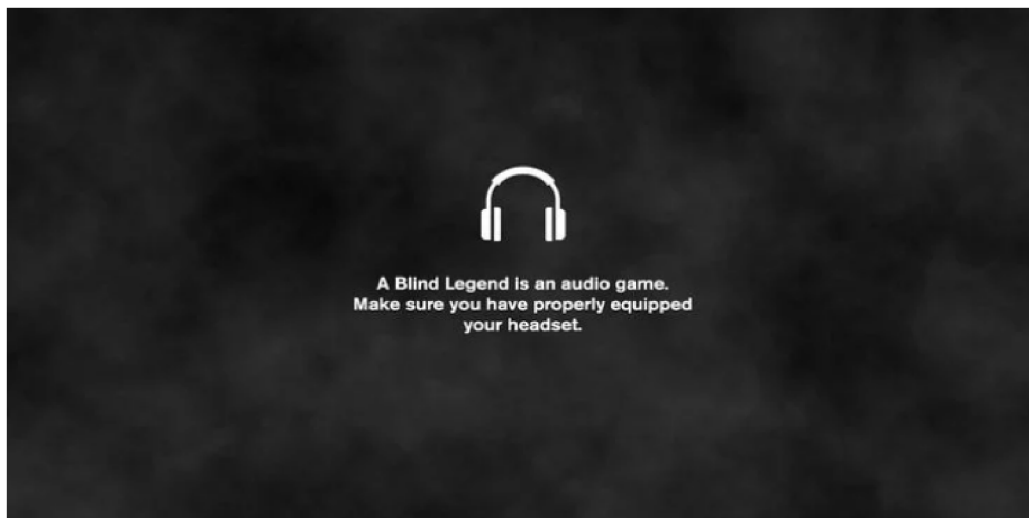 A Blind Legend is an audio game.
Make sure you have properly equipped
your headset.